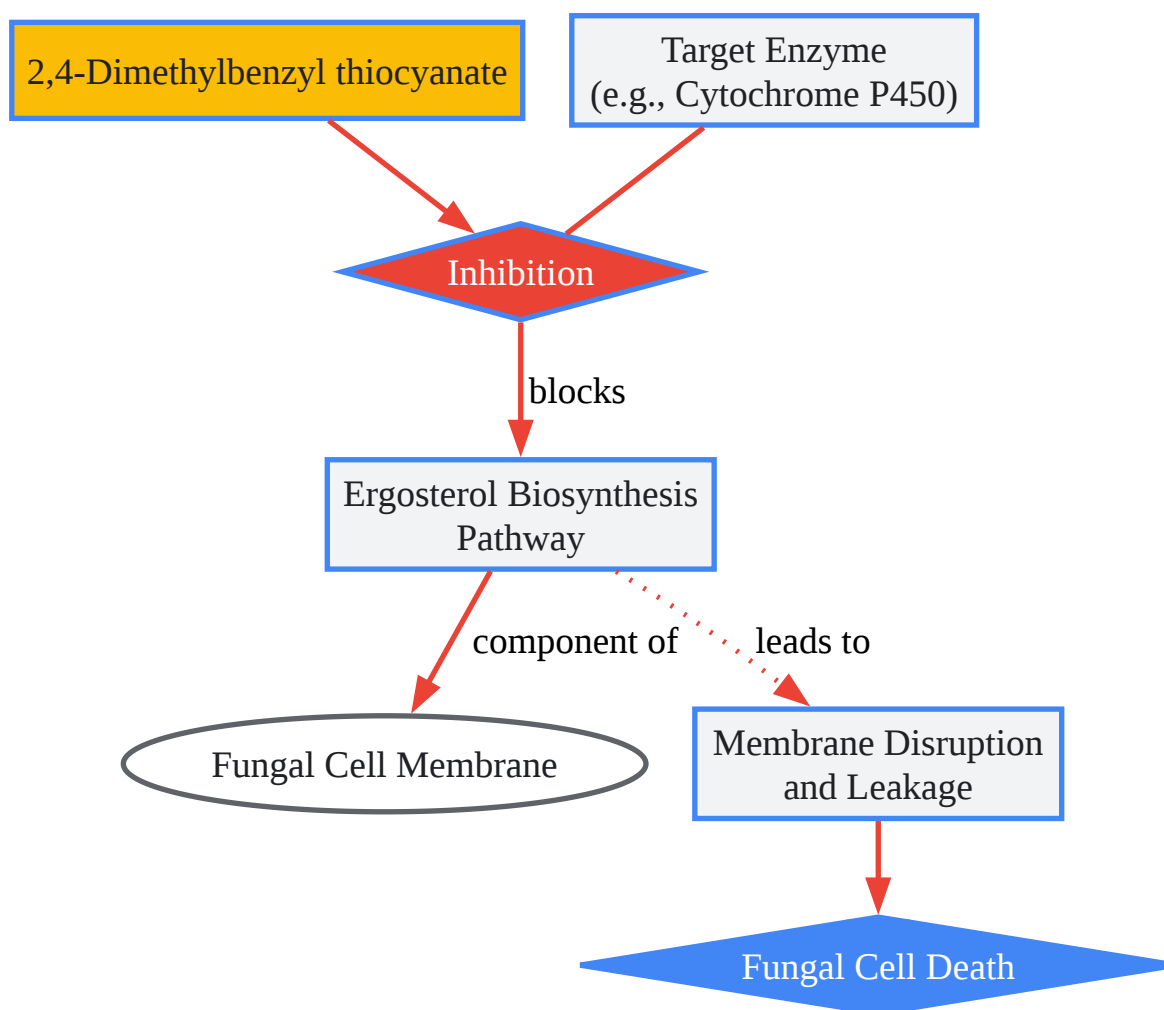 2,4-Dimethylbenzyl thiocyanate
Target Enzyme
(e.g., Cytochrome P450)
Inhibition
blocks
Ergosterol Biosynthesis
Pathway
component of
leads to
Fungal Cell Membrane
Membrane Disruption
and Leakage
Fungal Cell Death